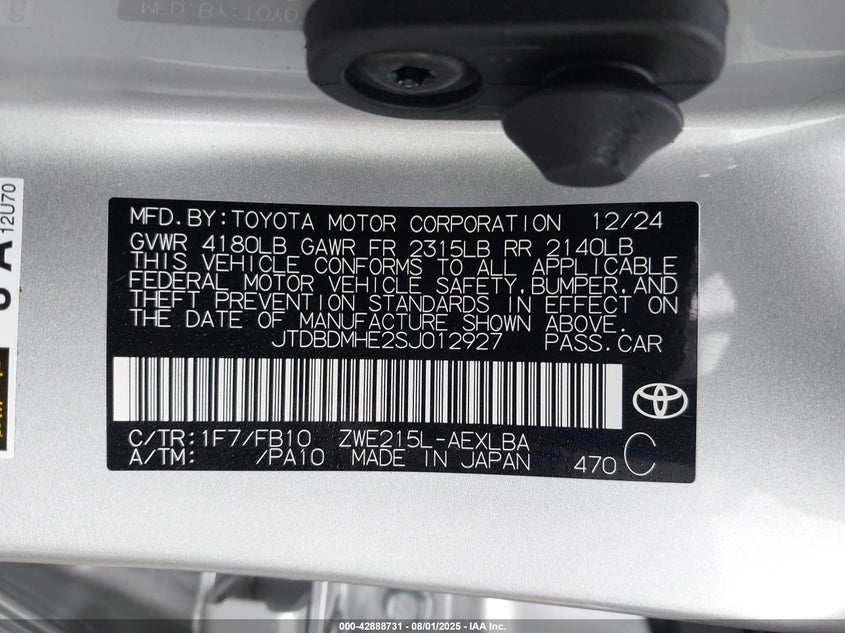 MFD.BY:TOYOTA MOTOR CORPORATION 12/24
GVWR 4180LB GAWR FR 2315LB RR 2140LB
THIS VEHICLE CONFORMS TO ALL APPLICABLE
FEDERAL MOTOR VEHICLE SAFETY,BUMPER,AND
THEFT PREVENTION STANDARDS IN EFFECT ON
THE DATE OF MANUFACTURE SHOWN ABOVE.
JTDBDMHE2SJ012927 PASS.CAR
C/TR:1F7/FB10 ZWE215L-AEXLBA
A/TM: /PA10 MADE IN JAPAN 470 C
12U70
000-42888731 - 08/01/2025 - IAA Inc.